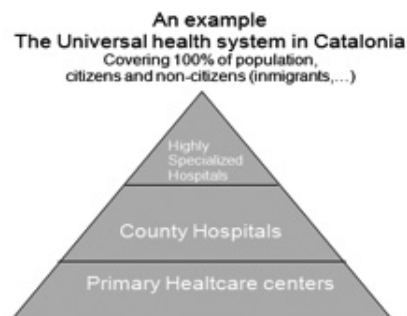 An example
The Universal health system in Catalonia
Covering 100% of population,
citizens and non-citizens (inmigrants,...)
Highly
Specialized
Hospitals
County Hospitals
Primary Healtcare centers